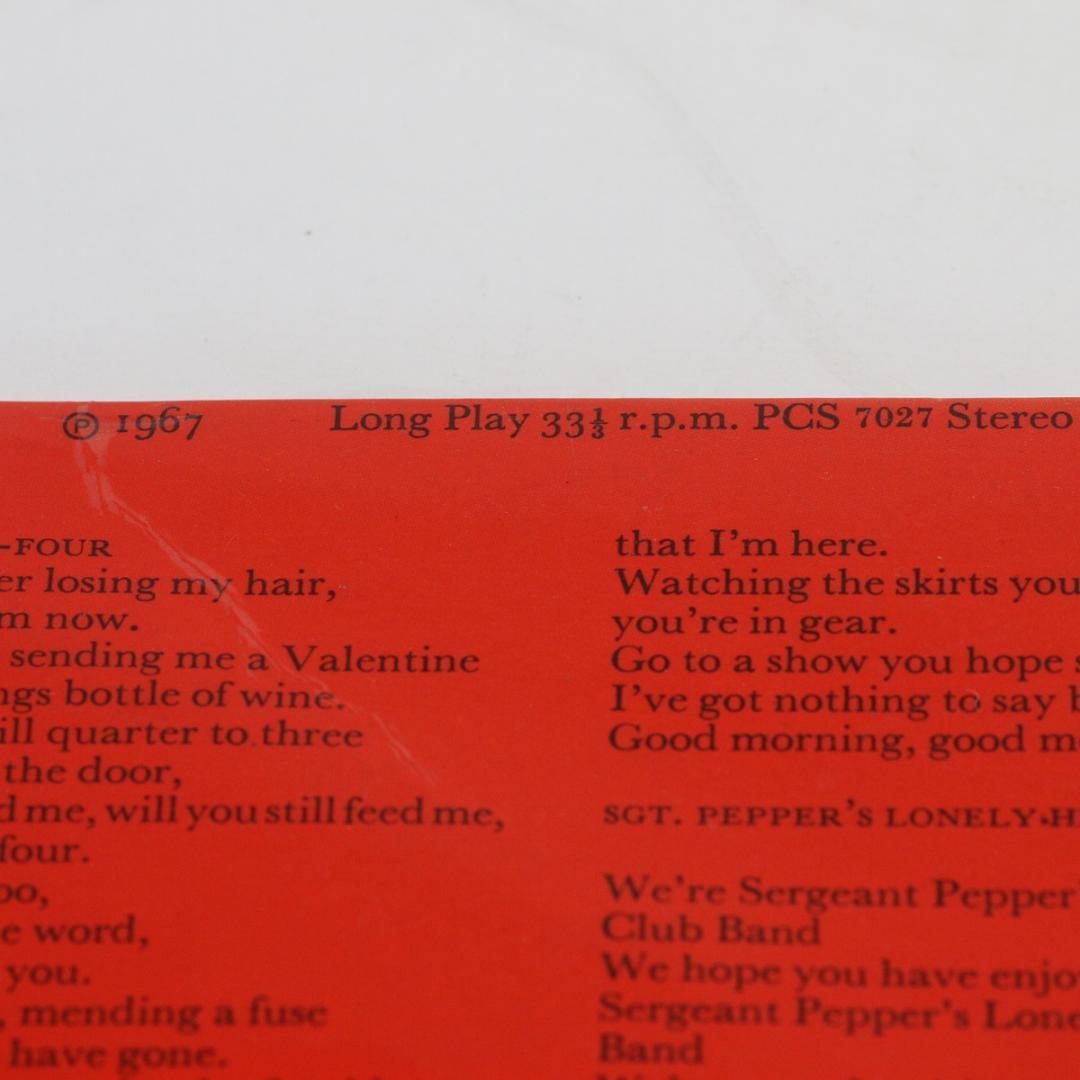 ℗ 1967 Long Play 33⅓ r.p.m. PCS 7027 Stereo
-FOUR
er losing my hair,
m now.
sending me a Valentine
ngs bottle of wine.
ill quarter to three
the door,
d me, will you still feed me,
four.
oo,
e word,
you.
, mending a fuse
have gone.
that I'm here.
Watching the skirts you
you're in gear.
Go to a show you hope s
I've got nothing to say b
Good morning, good m
SGT. PEPPER'S LONELY H
We're Sergeant Pepper
Club Band
We hope you have enjo
Sergeant Pepper's Lone
Band